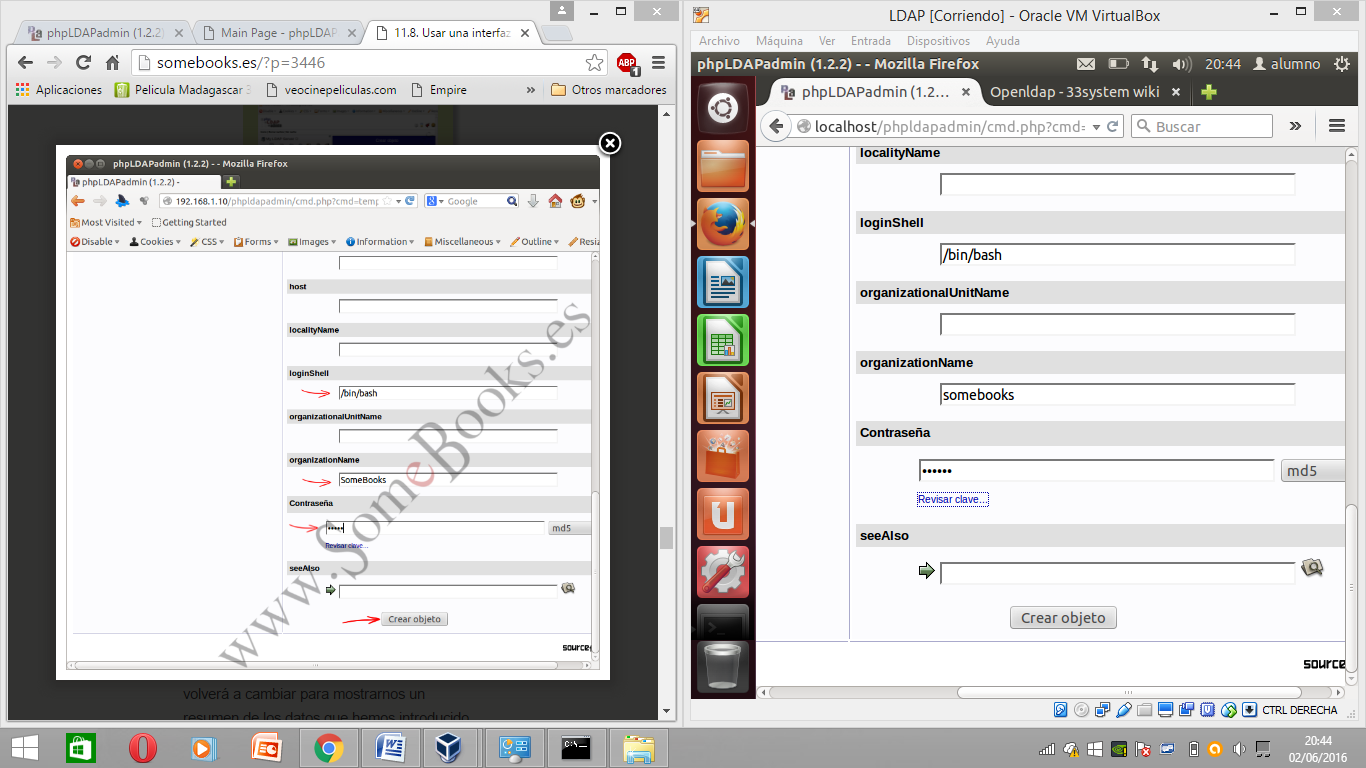 phpLDAPadmin (1.2.2)
Main Page - phpLDAP
11.8. Usar una interfaz
somebooks.es/?p=3446
ABP
1
Aplicaciones
Pelicula Madagascar
veocinepeliculas.com
Empire
»
Otros marcadores
phpLDAPadmin (1.2.2) - - Mozilla Firefox
phpLDAPadmin (1.2.2) -
192.168.1.10/phpldapadmin/cmd.php?cmd=temp
Google
Most Visited
Getting Started
Disable
Cookies
CSS
Forms
Images
Information
Miscellaneous
Outline
Resiz
host
localityName
loginShell
/bin/bash
organizationalUnitName
organizationName
SomeBooks
Contraseña
•••••
md5
Revisar clave...
seeAlso
Crear objeto
source
www.SomeBooks.es
volverá a cambiar para mostrarnos un
resumen de los datos que hemos introducido
LDAP [Corriendo] - Oracle VM VirtualBox
Archivo
Máquina
Ver
Entrada
Dispositivos
Ayuda
phpLDAPadmin (1.2.2) - - Mozilla Firefox
20:44
alumno
phpLDAPadmin (1.2...
Openldap - 33system wiki
localhost/phpldapadmin/cmd.php?cmd=
Buscar
»
localityName
loginShell
/bin/bash
organizationalUnitName
organizationName
somebooks
Contraseña
••••••
md5
Revisar clave...
seeAlso
Crear objeto
source
CTRL DERECHA
20:44
02/06/2016